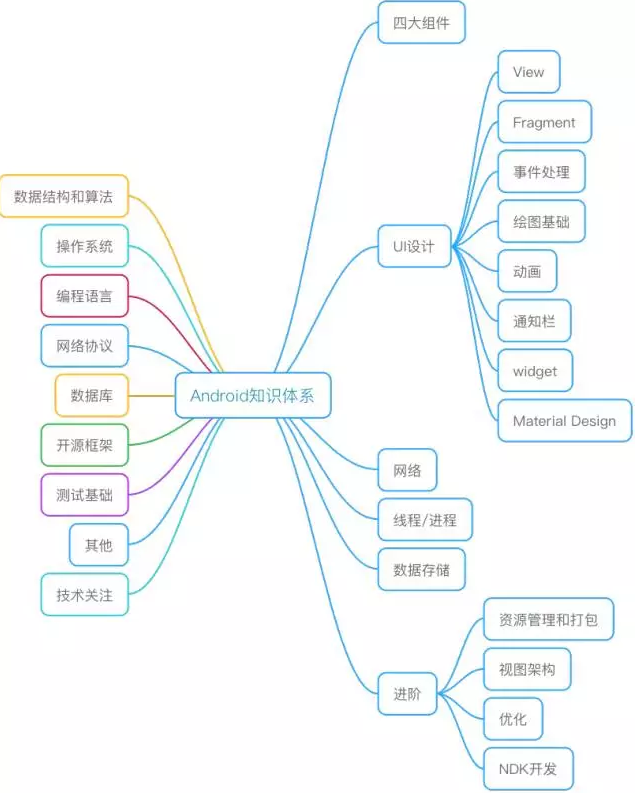 四大组件
View
Fragment
事件处理
数据结构和算法
绘图基础
操作系统
UI设计
动画
编程语言
通知栏
网络协议
widget
数据库
Android知识体系
Material Design
开源框架
网络
测试基础
线程/进程
其他
数据存储
技术关注
资源管理和打包
视图架构
进阶
优化
NDK开发